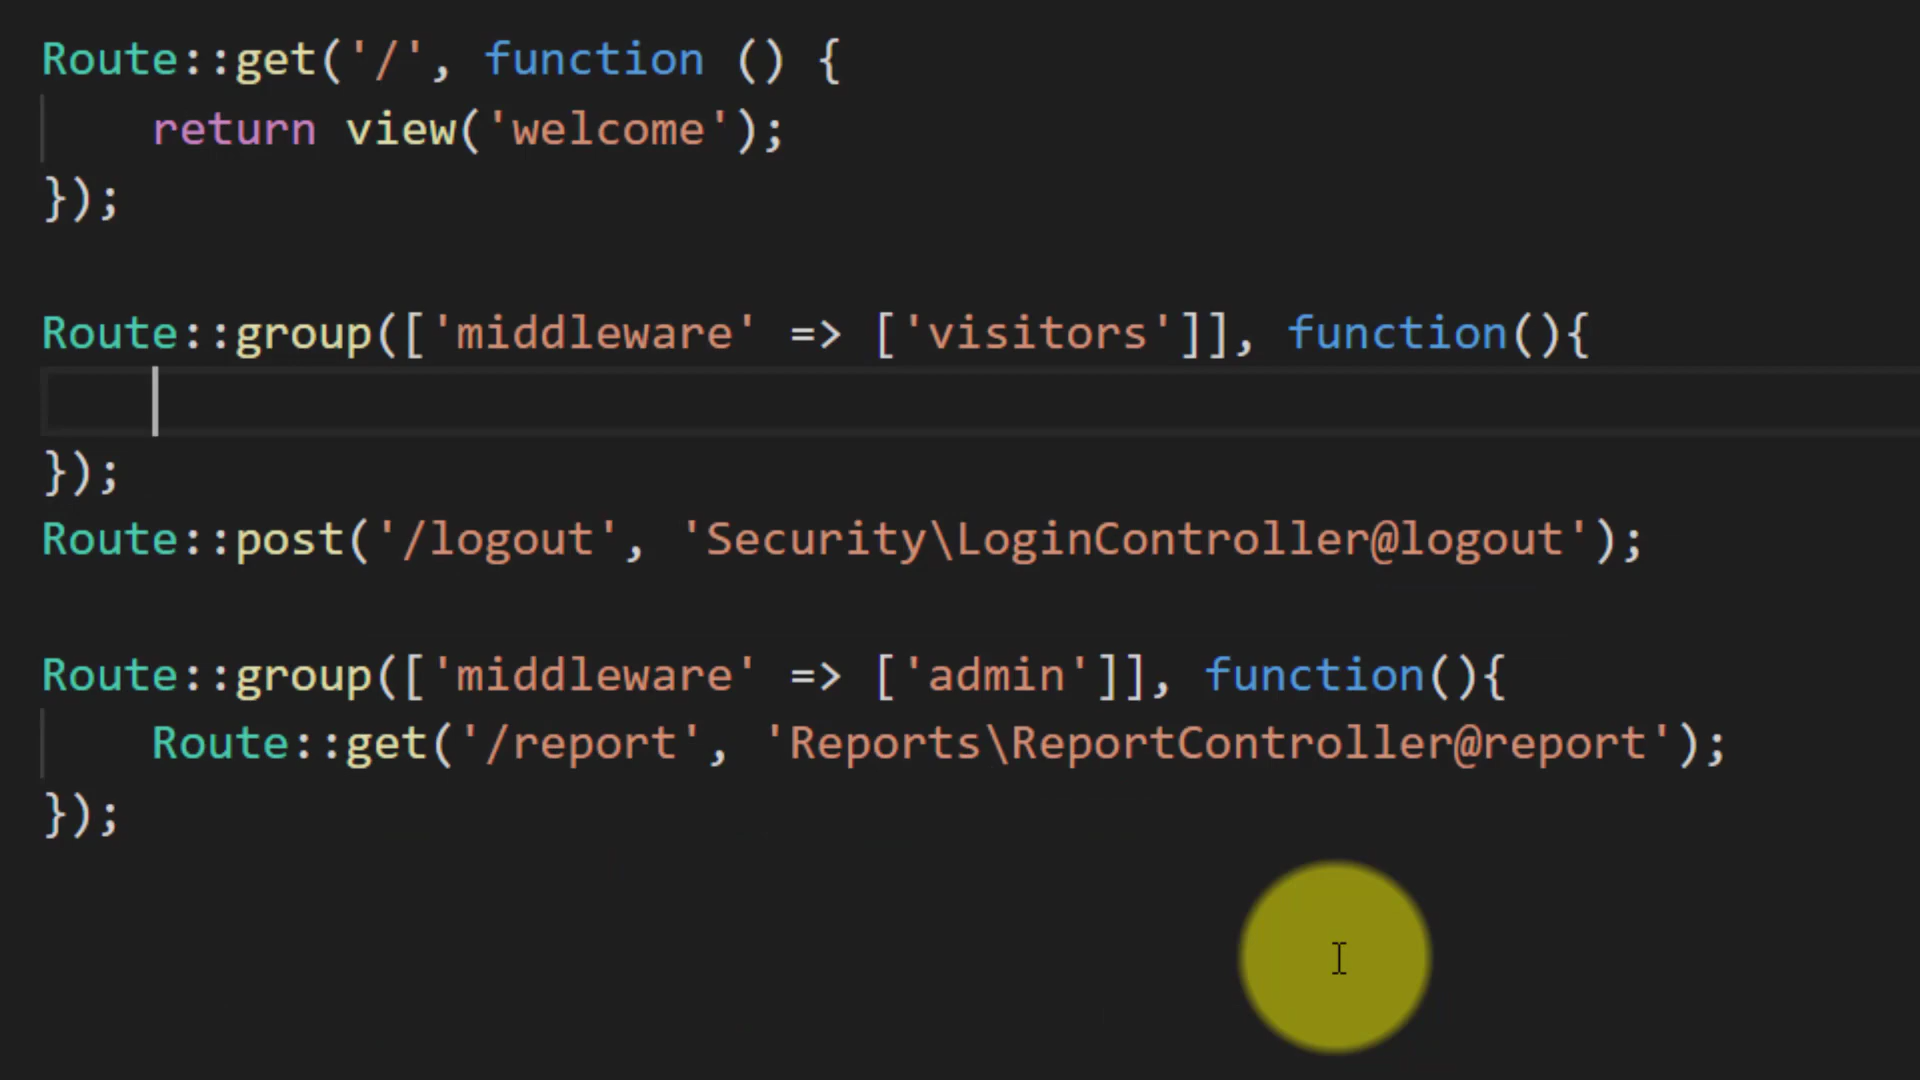 Route::get('/', function () {
    return view('welcome');
});

Route::group(['middleware' => ['visitors']], function(){

});
Route::post('/logout', 'Security\LoginController@logout');

Route::group(['middleware' => ['admin']], function(){
    Route::get('/report', 'Reports\ReportController@report');
});